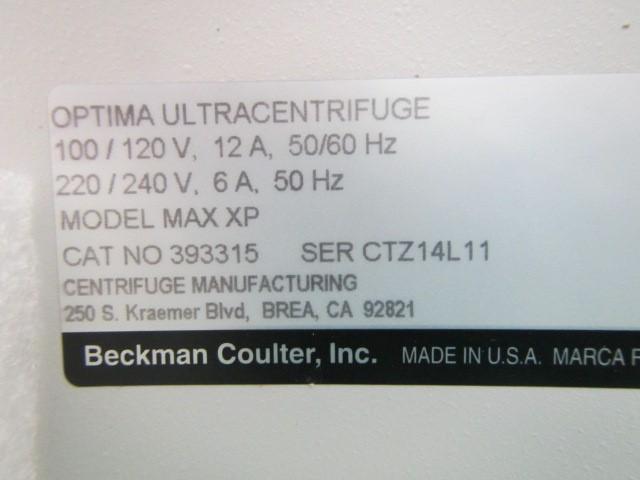 OPTIMA ULTRACENTRIFUGE
100 / 120 V, 12 A, 50/60 Hz
220 / 240 V, 6 A, 50 Hz
MODEL MAX XP
CAT NO 393315 SER CTZ14L11
CENTRIFUGE MANUFACTURING
250 S. Kraemer Blvd, BREA, CA 92821
Beckman Coulter, Inc. MADE IN U.S.A. MARCA